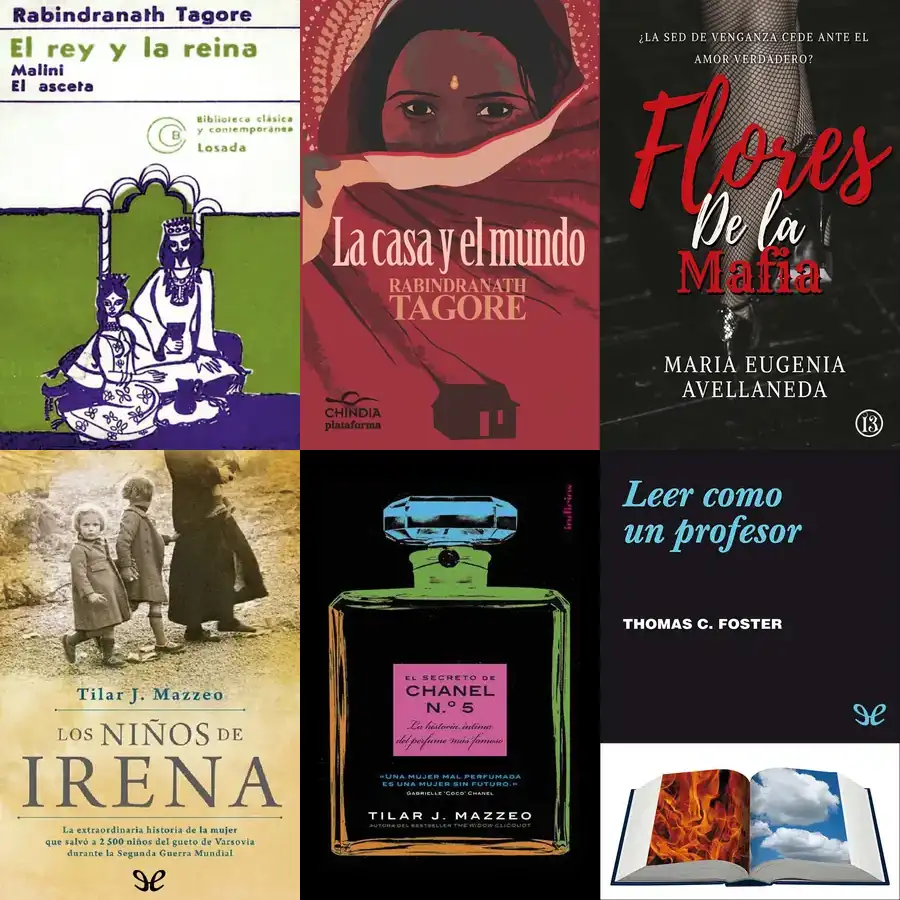 Rabindranath Tagore
El rey y la reina
Malini
El asceta
Biblioteca clásica
y contemporánea
Losada
La casa y el mundo
RABINDRANATH
TAGORE
CHINDIA
plataforma
¿LA SED DE VENGANZA CEDE ANTE EL
AMOR VERDADERO?
Flores
De la
Mafia
MARIA EUGENIA
AVELLANEDA
13
Tilar J. Mazzeo
LOS NIÑOS DE
IRENA
La extraordinaria historia de la mujer
que salvó a 2 500 niños del gueto de Varsovia
durante la Segunda Guerra Mundial
indicios
EL SECRETO DE
CHANEL
N.º 5
La historia íntima
del perfume más famoso
«UNA MUJER MAL PERFUMADA
ES UNA MUJER SIN FUTURO.»
GABRIELLE "COCO" CHANEL
TILAR J. MAZZEO
AUTORA DEL BESTSELLER THE WIDOW CLICQUOT
Leer como
un profesor
THOMAS C. FOSTER